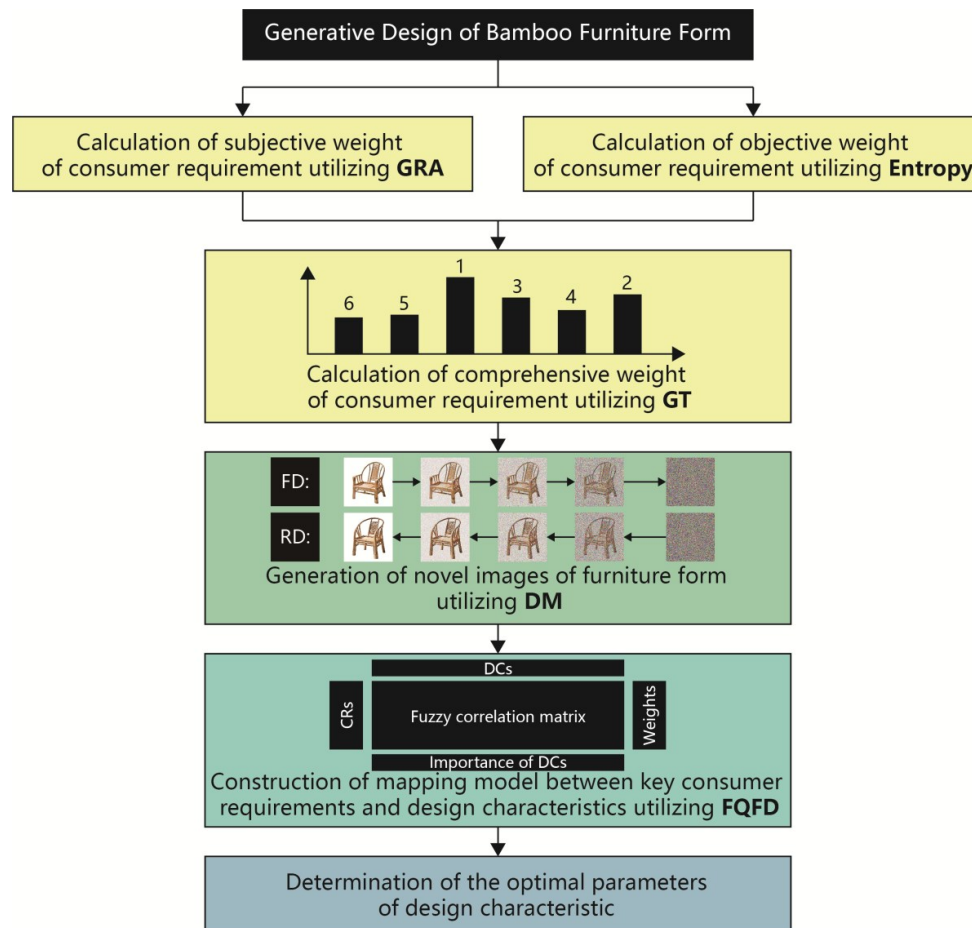 Generative Design of Bamboo Furniture Form
Calculation of subjective weight
of consumer requirement utilizing GRA
Calculation of objective weight
of consumer requirement utilizing Entropy
6
5
1
3
4
2
Calculation of comprehensive weight
of consumer requirement utilizing GT
FD:
RD:
Generation of novel images of furniture form
utilizing DM
DCs
CRs
Fuzzy correlation matrix
Weights
Importance of DCs
Construction of mapping model between key consumer
requirements and design characteristics utilizing FQFD
Determination of the optimal parameters
of design characteristic